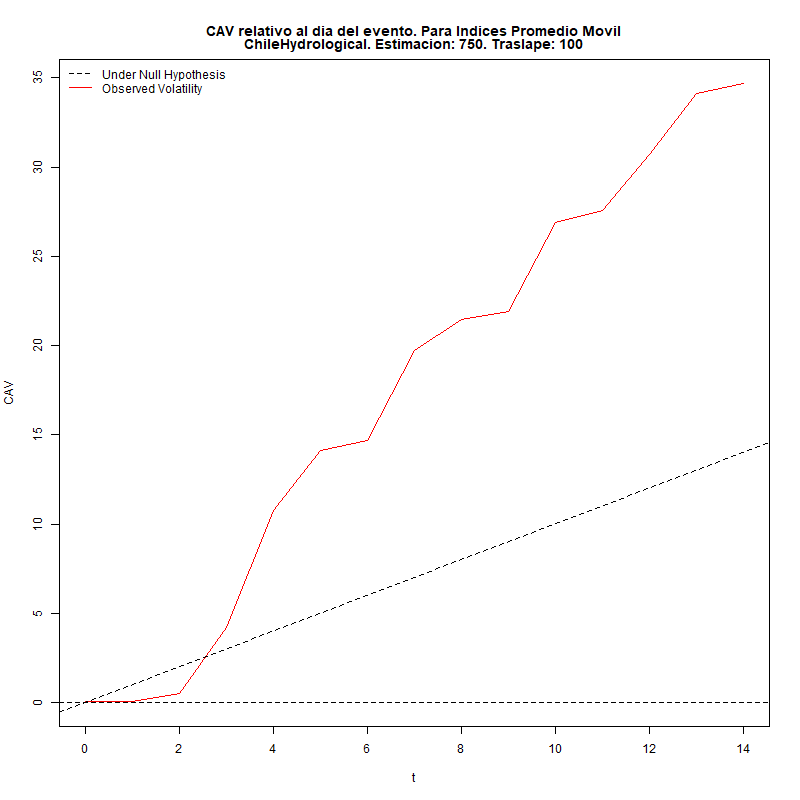 CAV relativo al dia del evento. Para Indices Promedio Movil
ChileHydrological. Estimacion: 750. Traslape: 100
Under Null Hypothesis
Observed Volatility
35
30
25
20
15
10
5
0
CAV
0 2 4 6 8 10 12 14
t